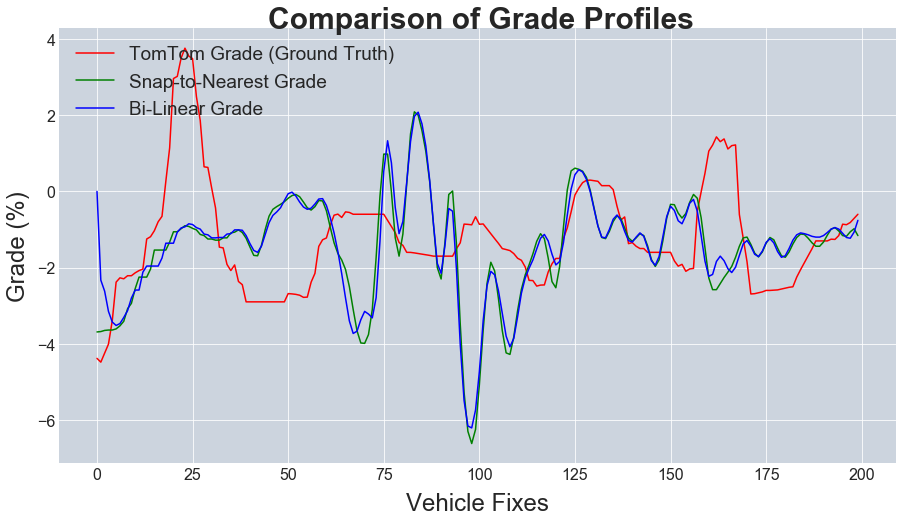 Comparison of Grade Profiles
TomTom Grade (Ground Truth)
Snap-to-Nearest Grade
Bi-Linear Grade
Grade (%)
4
2
0
−2
−4
−6
0 25 50 75 100 125 150 175 200
Vehicle Fixes